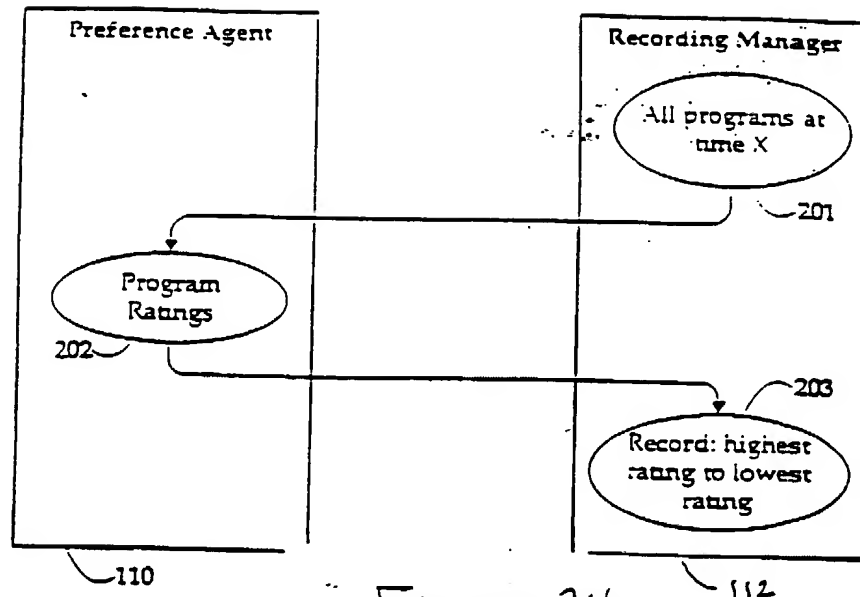 Preference Agent
Recording Manager
All programs at
time X
201
Program
Ratings
202
203
Record: highest
rating to lowest
rating
110
112